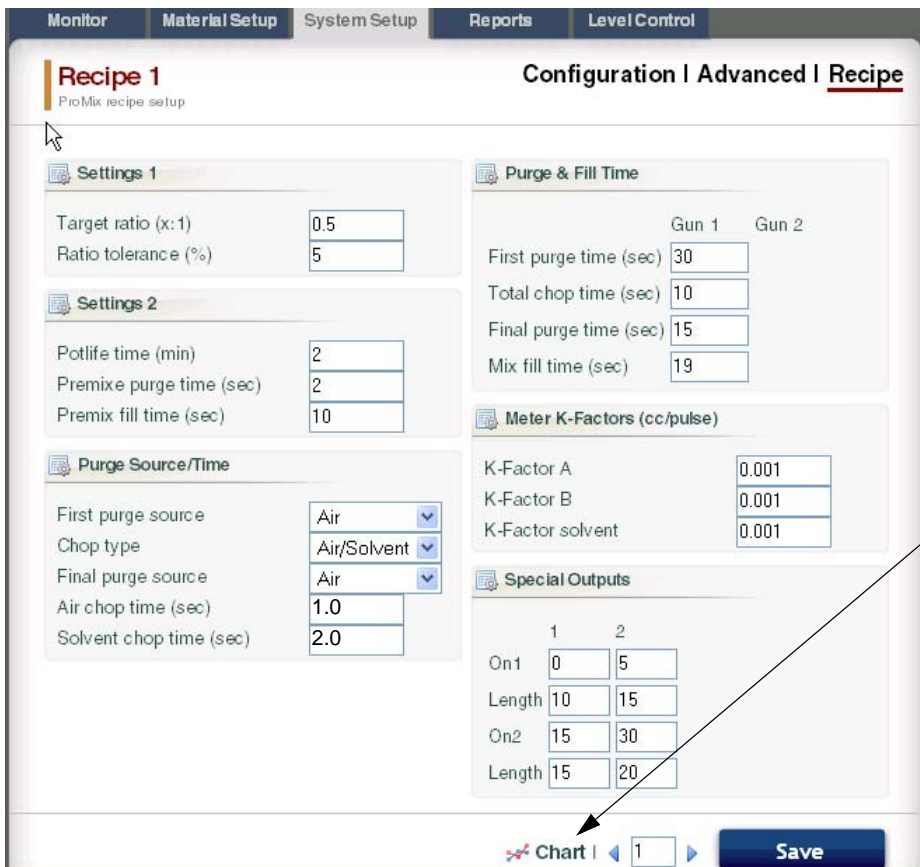 Monitor Material Setup System Setup Reports Level Control
Recipe 1
ProMix recipe setup
Configuration | Advanced | Recipe
Settings 1
Target ratio (x:1) 0.5
Ratio tolerance (%) 5
Settings 2
Potlife time (min) 2
Premixe purge time (sec) 2
Premix fill time (sec) 10
Purge Source/Time
First purge source Air
Chop type Air/Solvent
Final purge source Air
Air chop time (sec) 1.0
Solvent chop time (sec) 2.0
Purge & Fill Time
Gun 1 Gun 2
First purge time (sec) 30
Total chop time (sec) 10
Final purge time (sec) 15
Mix fill time (sec) 19
Meter K-Factors (cc/pulse)
K-Factor A 0.001
K-Factor B 0.001
K-Factor solvent 0.001
Special Outputs
1 2
On1 0 5
Length 10 15
On2 15 30
Length 15 20
Chart | 1 Save